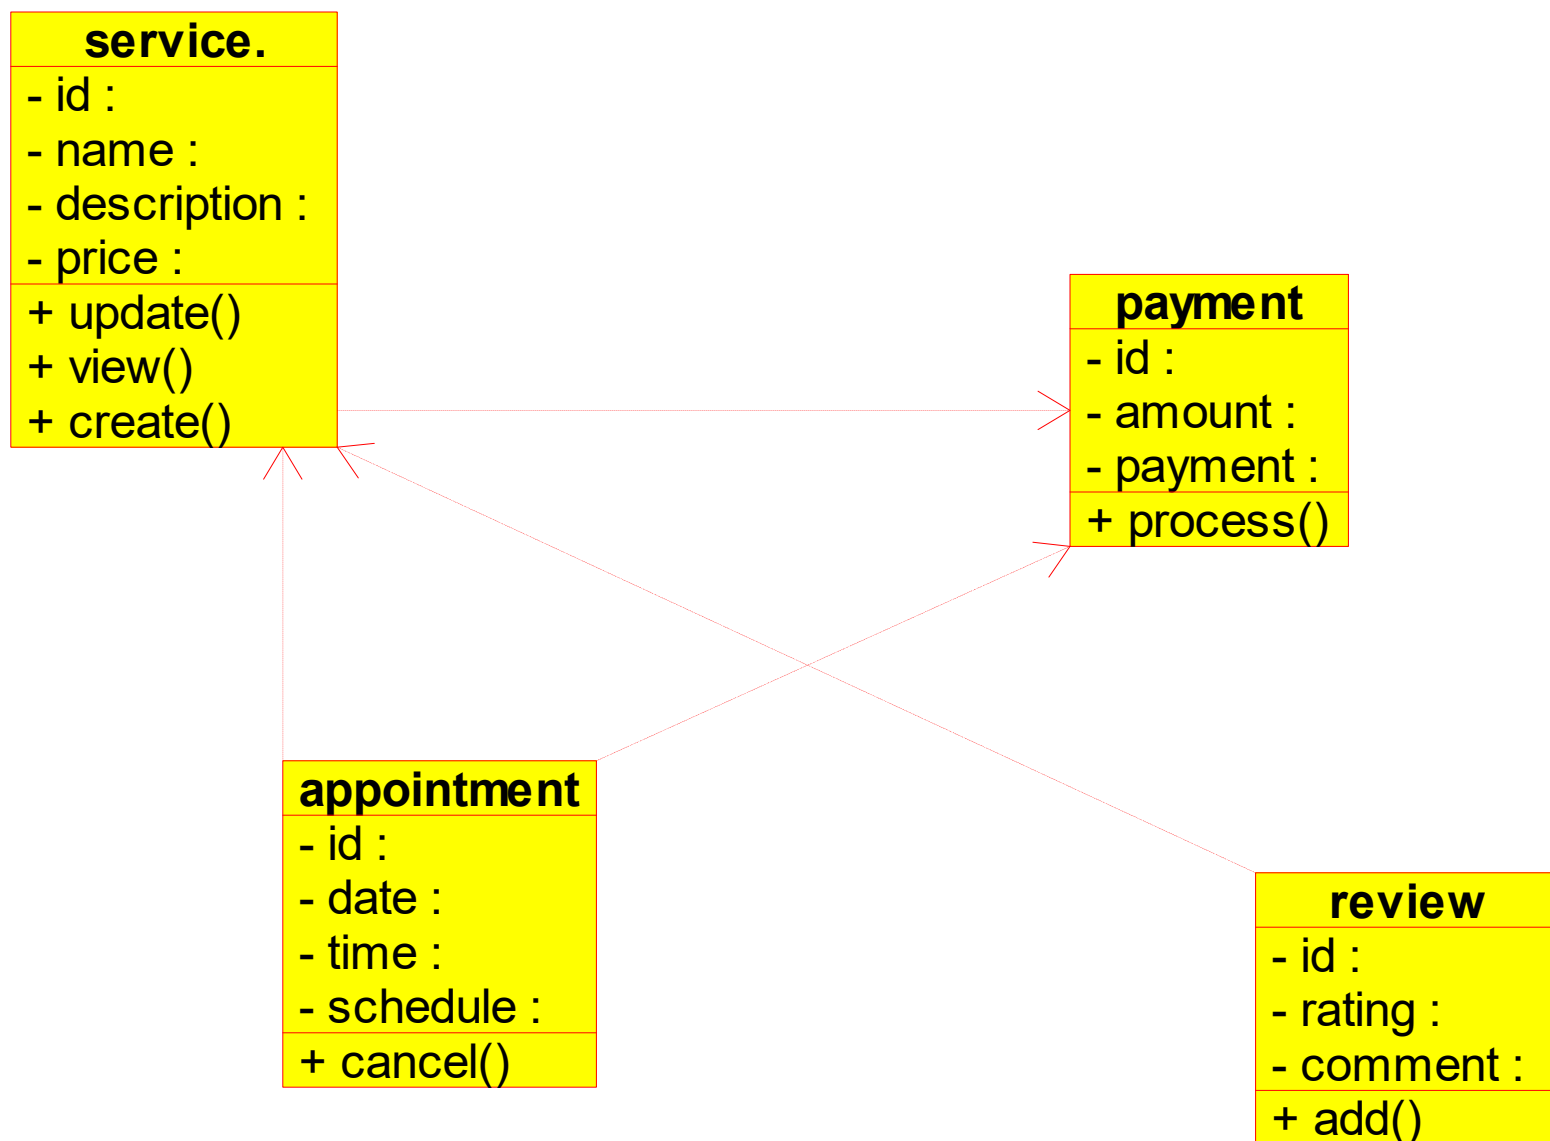 service.
- id :
- name :
- description :
- price :
+ update()
+ view()
+ create()
payment
- id :
- amount :
- payment :
+ process()
appointment
- id :
- date :
- time :
- schedule :
+ cancel()
review
- id :
- rating :
- comment :
+ add()